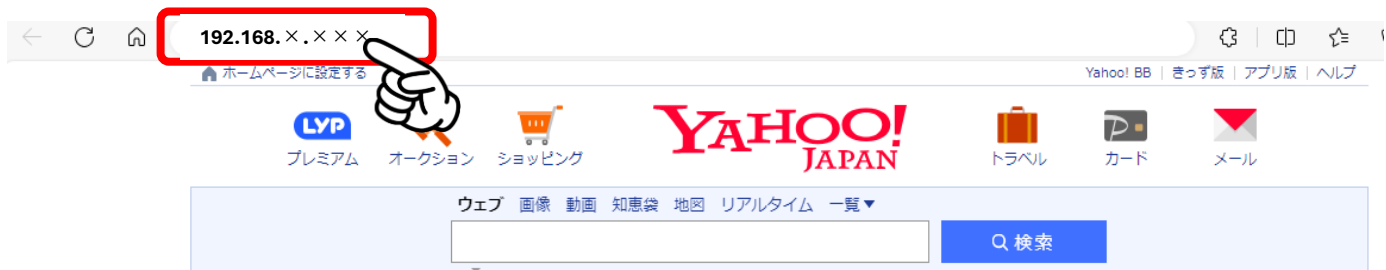 192.168.×.×××
ホームページに設定する
Yahoo! BB | きっず版 | アプリ版 | ヘルプ
LYP
YAHOO!
JAPAN
プレミアム オークション ショッピング トラベル カード メール
ウェブ 画像 動画 知恵袋 地図 リアルタイム 一覧▼
検索